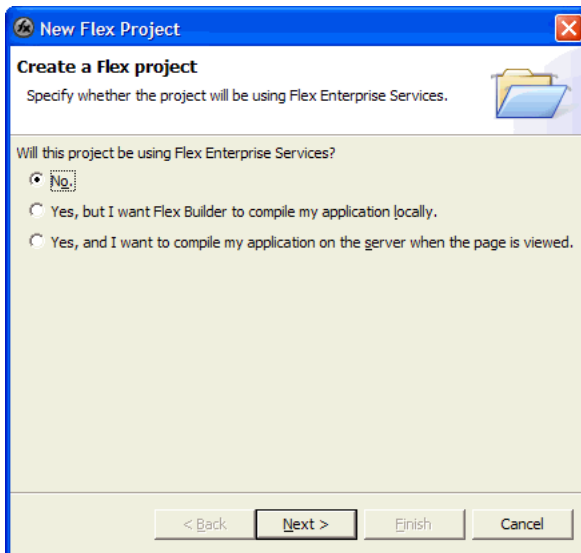 New Flex Project
Create a Flex project
Specify whether the project will be using Flex Enterprise Services.
Will this project be using Flex Enterprise Services?
No.
Yes, but I want Flex Builder to compile my application locally.
Yes, and I want to compile my application on the server when the page is viewed.
< Back Next > Finish Cancel